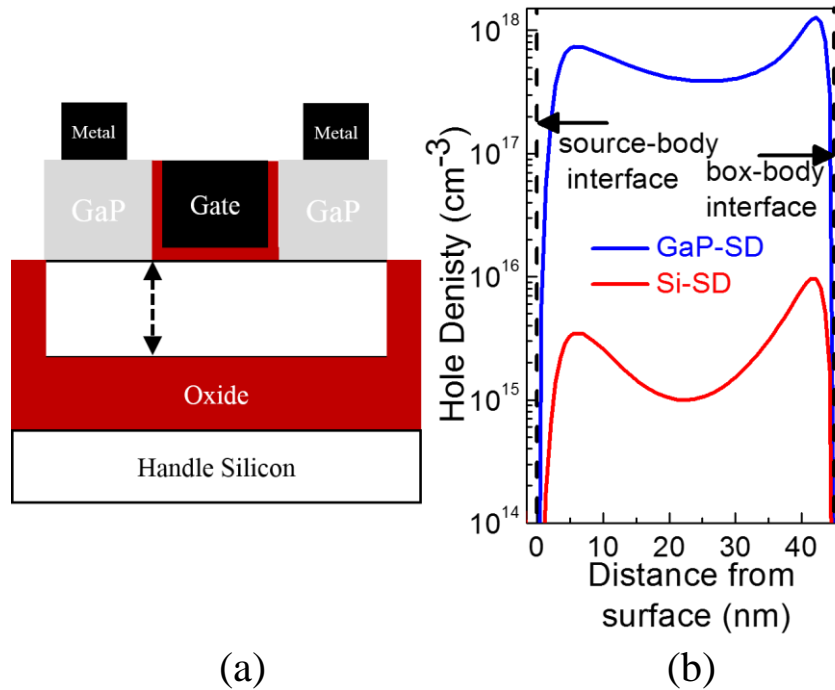 Metal
Metal
GaP
Gate
GaP
Oxide
Handle Silicon
(a)
Hole Denisty (cm-3)
10^18
10^17
10^16
10^15
10^14
source-body
interface
box-body
interface
GaP-SD
Si-SD
0
10
20
30
40
Distance from
surface (nm)
(b)